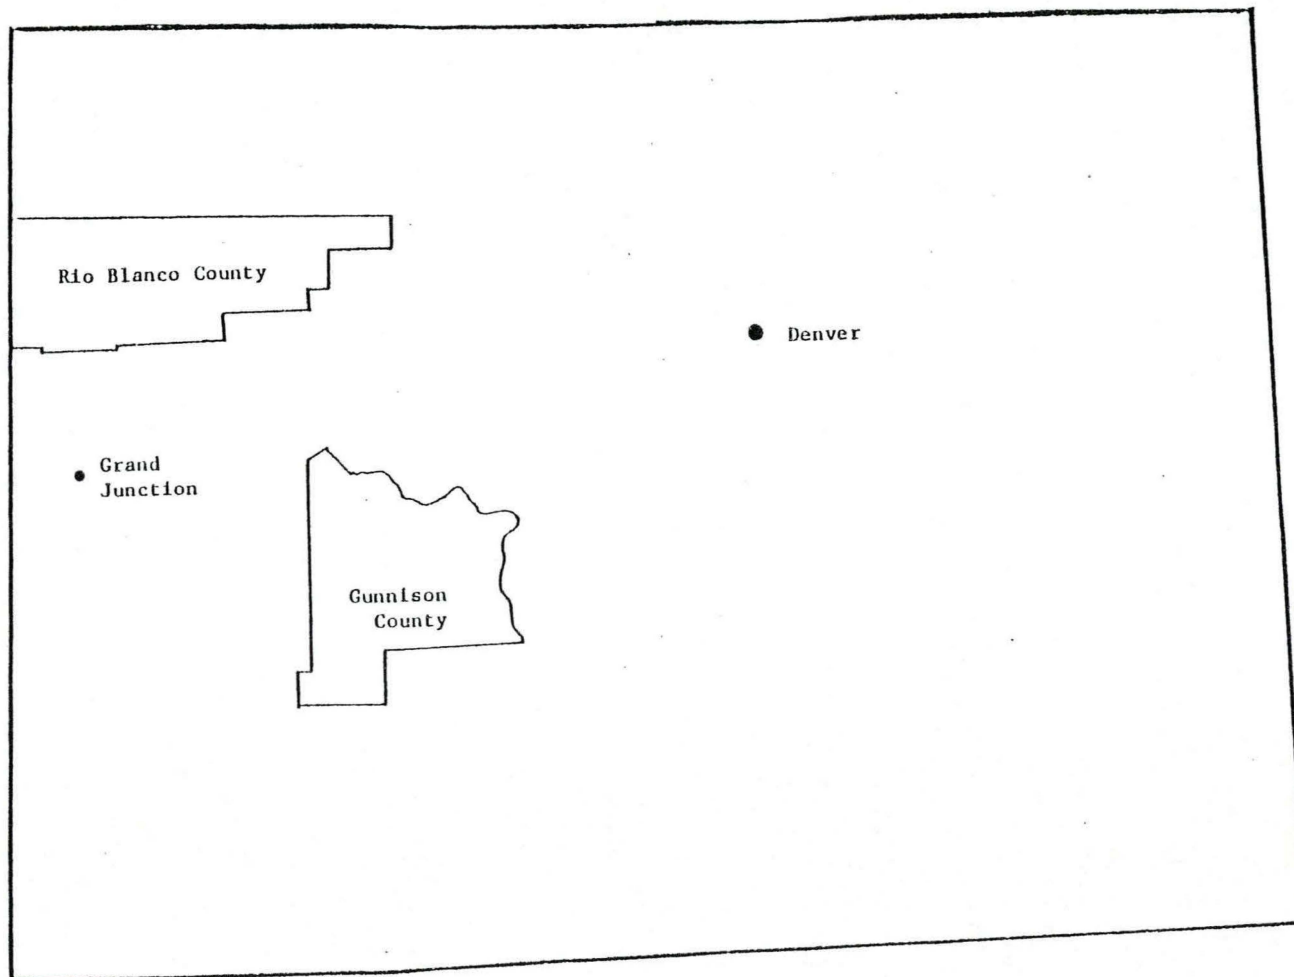 Rio Blanco County
Denver
Grand
Junction
Gunnison
County